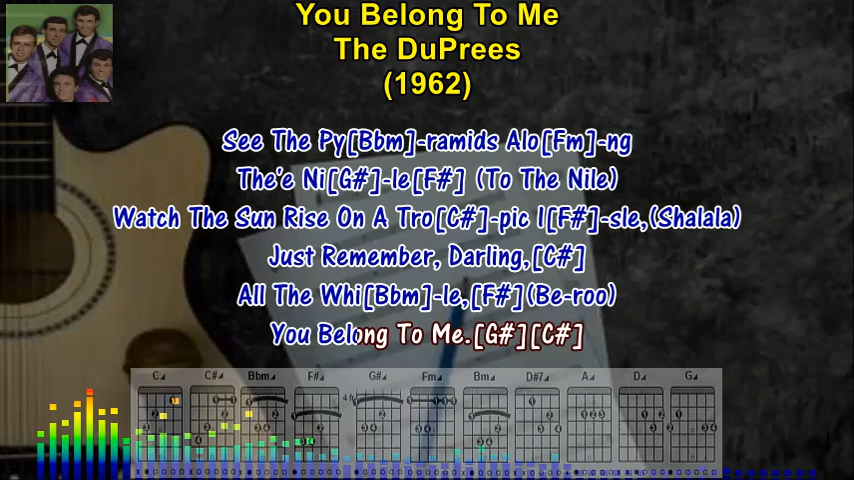 You Belong To Me
The DuPrees
(1962)
See The Py[Bbm]-ramids Alo[Fm]-ng
The'e Ni[G#]-le[F#] (To The Nile)
Watch The Sun Rise On A Tro[C#]-pic I[F#]-sle,(Shalala)
Just Remember, Darling,[C#]
All The Whi[Bbm]-le,[F#](Be-roo)
You Belong To Me.[G#][C#]
C C# Bbm F# G# Fm Bm D#7 A D G
4 fr